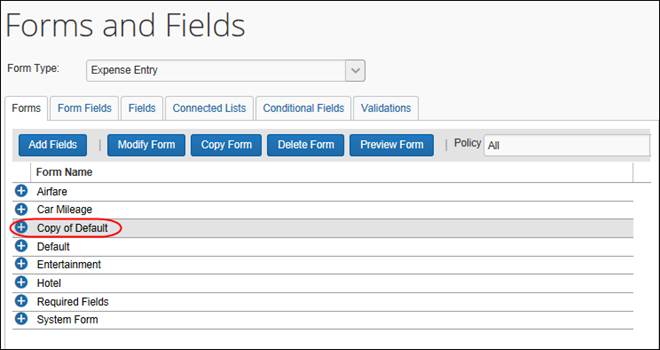 Forms and Fields
Form Type: Expense Entry
Forms Form Fields Fields Connected Lists Conditional Fields Validations
Add Fields | Modify Form Copy Form Delete Form Preview Form | Policy All
Form Name
Airfare
Car Mileage
Copy of Default
Default
Entertainment
Hotel
Required Fields
System Form